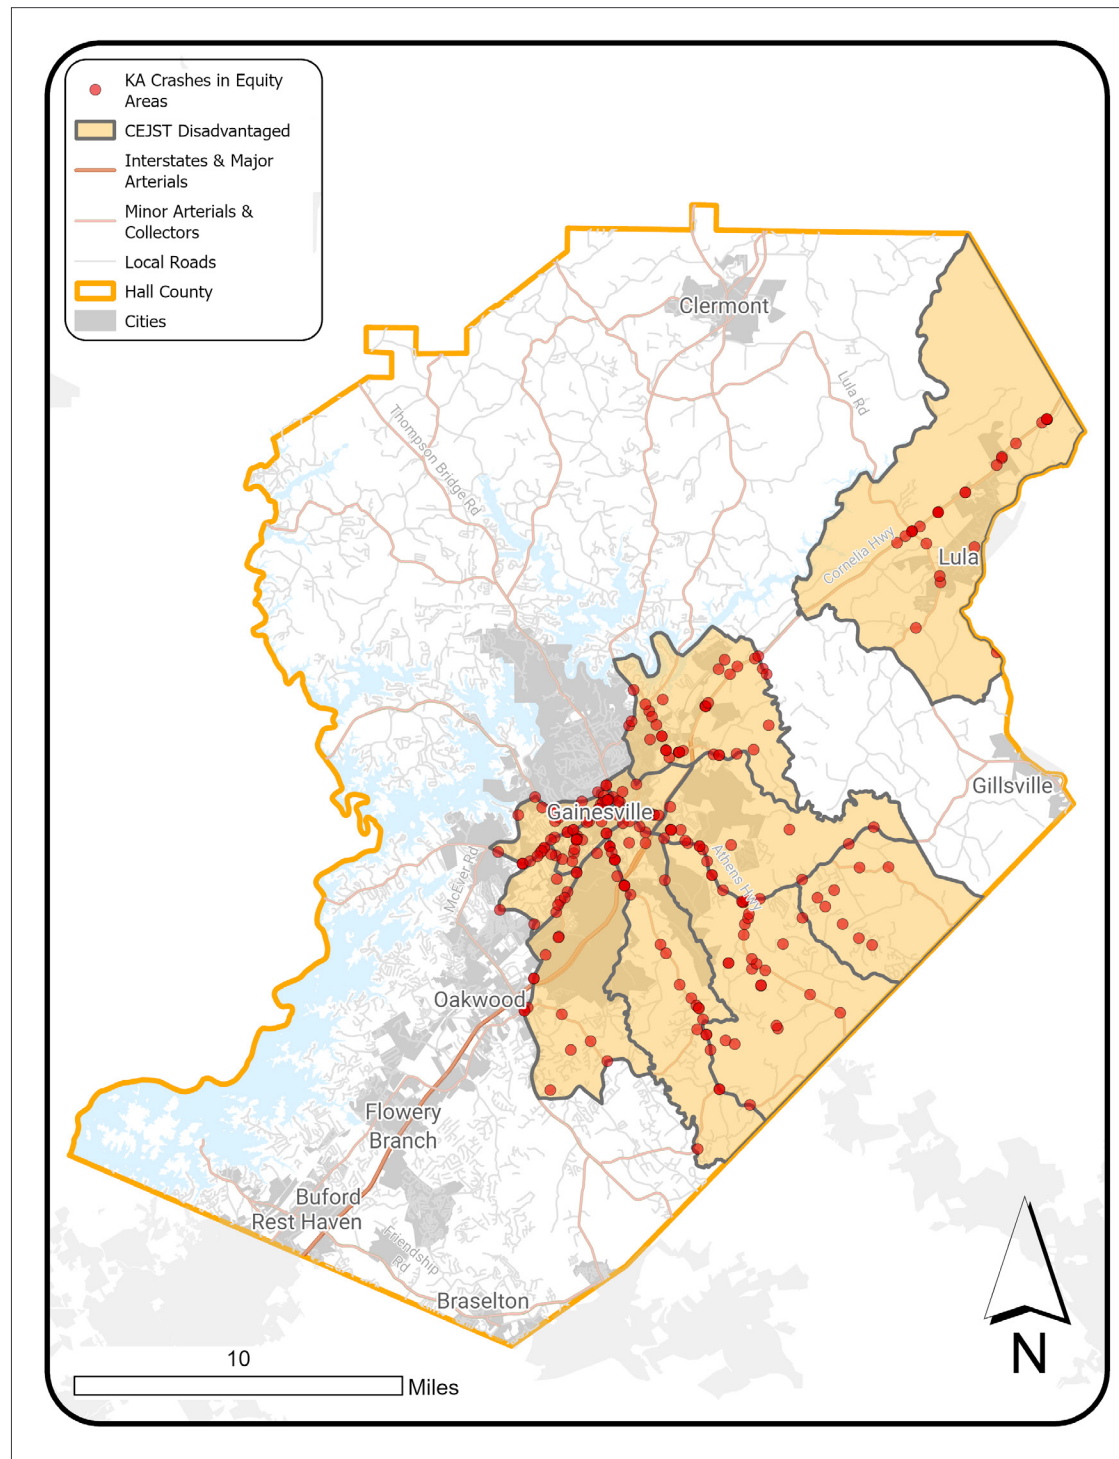 KA Crashes in Equity
Areas
CEJST Disadvantaged
Interstates & Major
Arterials
Minor Arterials &
Collectors
Local Roads
Hall County
Cities
Clermont
Lula Rd
Thompson Bridge Rd
Cornelia Hwy
Lula
Gillsville
Gainesville
Athens Hwy
McEver Rd
Oakwood
Flowery
Branch
Buford
Rest Haven
Friendship
Rd
Braselton
10
Miles
N